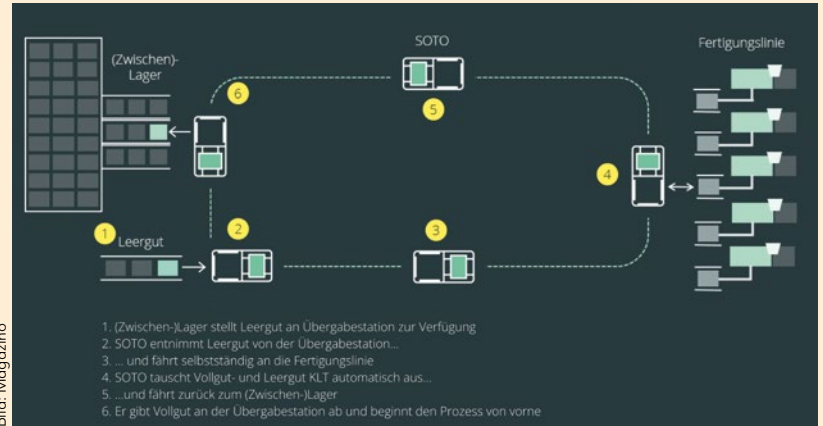 SOTO
Fertigungslinie
(Zwischen)-
Lager
6
5
4
1
Leergut
2
3
1. (Zwischen-)Lager stellt Leergut an Übergabestation zur Verfügung
2. SOTO entnimmt Leergut von der Übergabestation...
3. ... und fährt selbstständig an die Fertigungslinie
4. SOTO tauscht Vollgut- und Leergut KLT automatisch aus...
5. ...und fährt zurück zum (Zwischen-)Lager
6. Er gibt Vollgut an der Übergabestation ab und beginnt den Prozess von vorne
Bild: Magazino